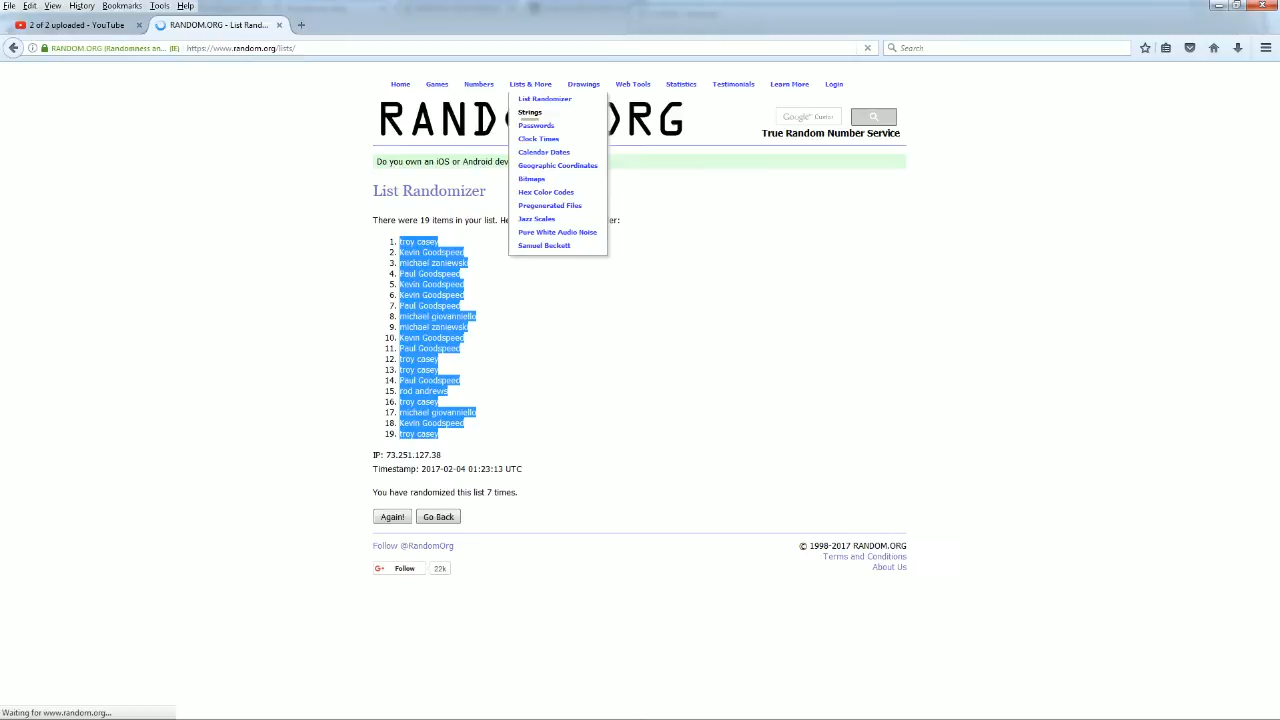 File Edit View History Bookmarks Tools Help
2 of 2 uploaded - YouTube
RANDOM.ORG - List Rand...
RANDOM.ORG (Randomness an... (IE) https://www.random.org/lists/
Search
Home Games Numbers Lists & More Drawings Web Tools Statistics Testimonials Learn More Login
List Randomizer
Strings
Passwords
Clock Times
Calendar Dates
Geographic Coordinates
Bitmaps
Hex Color Codes
Pregenerated Files
Jazz Scales
Pure White Audio Noise
Samuel Beckett
RAND RG
Google
True Random Number Service
Do you own an iOS or Android dev
List Randomizer
There were 19 items in your list. He er:
1. troy casey
2. Kevin Goodspeed
3. michael zaniewski
4. Paul Goodspeed
5. Kevin Goodspeed
6. Kevin Goodspeed
7. Paul Goodspeed
8. michael giovanniello
9. michael zaniewski
10. Kevin Goodspeed
11. Paul Goodspeed
12. troy casey
13. troy casey
14. Paul Goodspeed
15. rod andrews
16. troy casey
17. michael giovanniello
18. Kevin Goodspeed
19. troy casey
IP: 73.251.127.38
Timestamp: 2017-02-04 01:23:13 UTC
You have randomized this list 7 times.
Again! Go Back
Follow @RandomOrg
© 1998-2017 RANDOM.ORG
Terms and Conditions
About Us
G+ Follow 22k
Waiting for www.random.org...